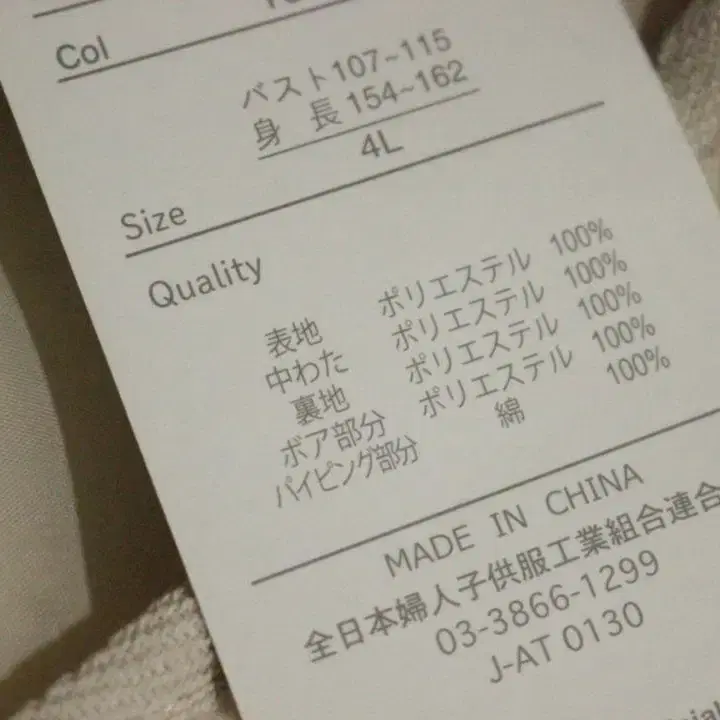 Col
バスト107~115
身 長 154~162
4L
Size
Quality
表地 ポリエステル 100%
中わた ポリエステル 100%
裏地 ポリエステル 100%
ボア部分 ポリエステル 100%
パイピング部分 綿 100%
MADE IN CHINA
全日本婦人子供服工業組合連合
03-3866-1299
J-AT 0130